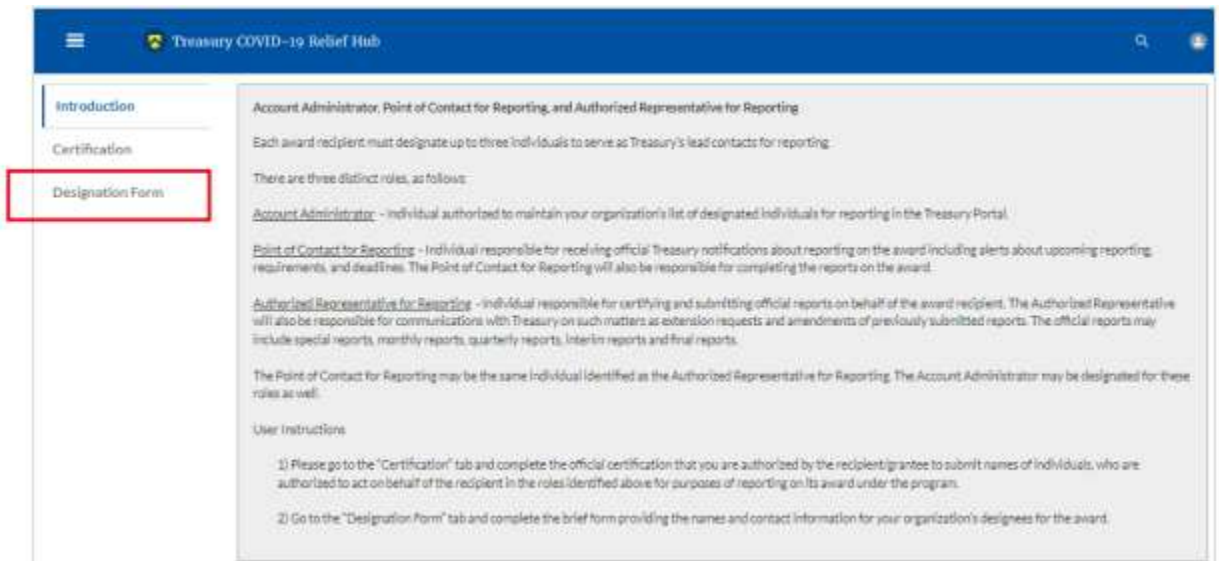 Treasury COVID-19 Relief Hub
Introduction
Certification
Designation Form
Account Administrator, Point of Contact for Reporting, and Authorized Representative for Reporting
Each award recipient must designate up to three individuals to serve as Treasury's lead contacts for reporting.
There are three distinct roles, as follows:
Account Administrator - Individual authorized to maintain your organization's list of designated individuals for reporting in the Treasury Portal.
Point of Contact for Reporting - Individual responsible for receiving official Treasury notifications about reporting on the award including alerts about upcoming reporting,
requirements, and deadlines. The Point of Contact for Reporting will also be responsible for completing the reports on the award.
Authorized Representative for Reporting - Individual responsible for certifying and submitting official reports on behalf of the award recipient. The Authorized Representative
will also be responsible for communications with Treasury on such matters as extension requests and amendments of previously submitted reports. The official reports may
include special reports, monthly reports, quarterly reports, interim reports and final reports.
The Point of Contact for Reporting may be the same individual identified as the Authorized Representative for Reporting. The Account Administrator may be designated for these
roles as well.
User Instructions
1) Please go to the "Certification" tab and complete the official certification that you are authorized by the recipient/grantee to submit names of individuals, who are
authorized to act on behalf of the recipient in the roles identified above for purposes of reporting on its award under the program.
2) Go to the "Designation Form" tab and complete the brief form providing the names and contact information for your organization's designees for the award.